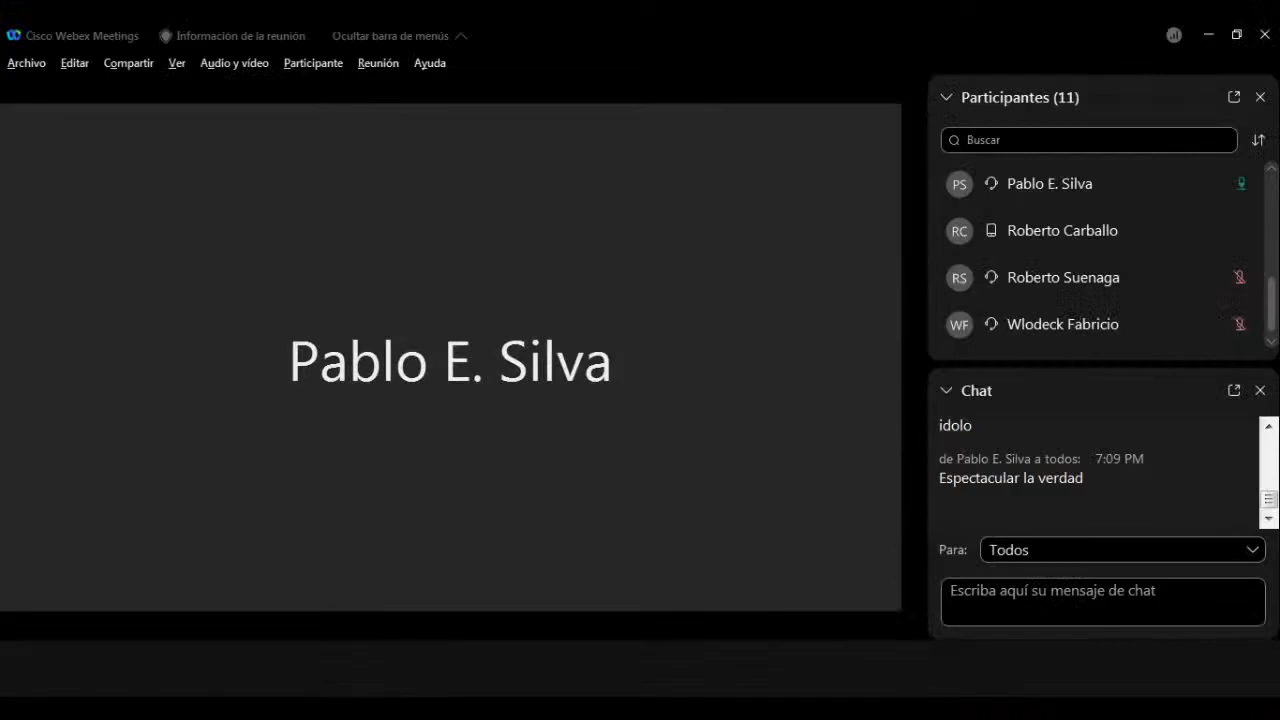 Cisco Webex Meetings Información de la reunión Ocultar barra de menús
Archivo Editar Compartir Ver Audio y vídeo Participante Reunión Ayuda
Pablo E. Silva
Participantes (11)
Buscar
PS Pablo E. Silva
RC Roberto Carballo
RS Roberto Suenaga
WF Wlodeck Fabricio
Chat
idolo
de Pablo E. Silva a todos: 7:09 PM
Espectacular la verdad
Para: Todos
Escriba aquí su mensaje de chat